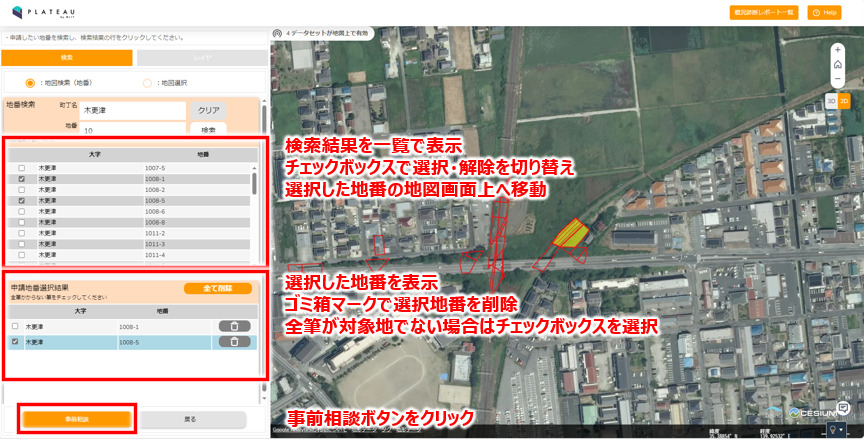 PLATEAU
by MLIT
概況診断レポート一覧
Help
・申請したい地番を検索し、検索結果の行をクリックしてください。
4 データセットが地図上で有効
検索
レイヤ
：地図検索（地番）
：地図選択
地番検索
町丁名
木更津
クリア
地番
10
検索
3D
2D
大字 地番
木更津 1007-5
木更津 1008-1
木更津 1008-2
木更津 1008-5
木更津 1008-6
木更津 1008-8
木更津 1011-2
木更津 1011-3
木更津 1011-4
検索結果を一覧で表示
チェックボックスで選択・解除を切り替え
選択した地番の地図画面上へ移動
申請地番選択結果
全筆かからない筆をチェックしてください
全て削除
大字 地番
木更津 1008-1
木更津 1008-5
選択した地番を表示
ゴミ箱マークで選択地番を削除
全筆が対象地でない場合はチェックボックスを選択
事前相談
戻る
事前相談ボタンをクリック
CESIUM
緯度
経度